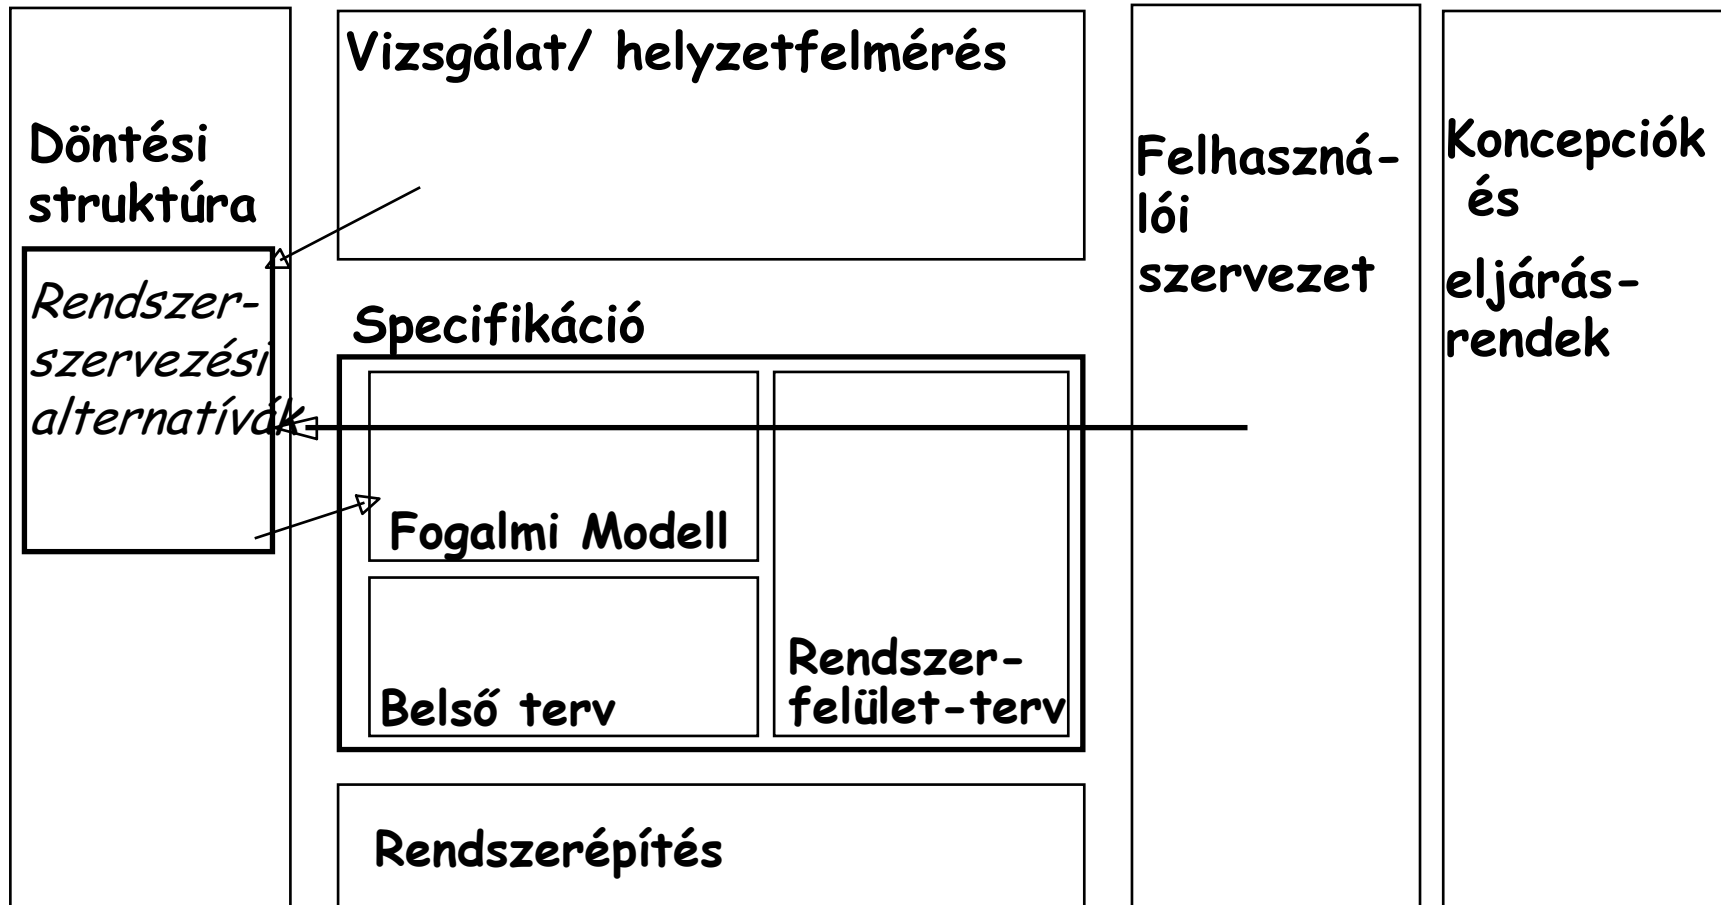 Döntési
struktúra
Rendszer-
szervezési
alternatívák
Vizsgálat/ helyzetfelmérés
Specifikáció
Fogalmi Modell
Belső terv
Rendszer-
felület-terv
Rendszerépítés
Felhaszná-
lói
szervezet
Koncepciók
és
eljárás-
rendek